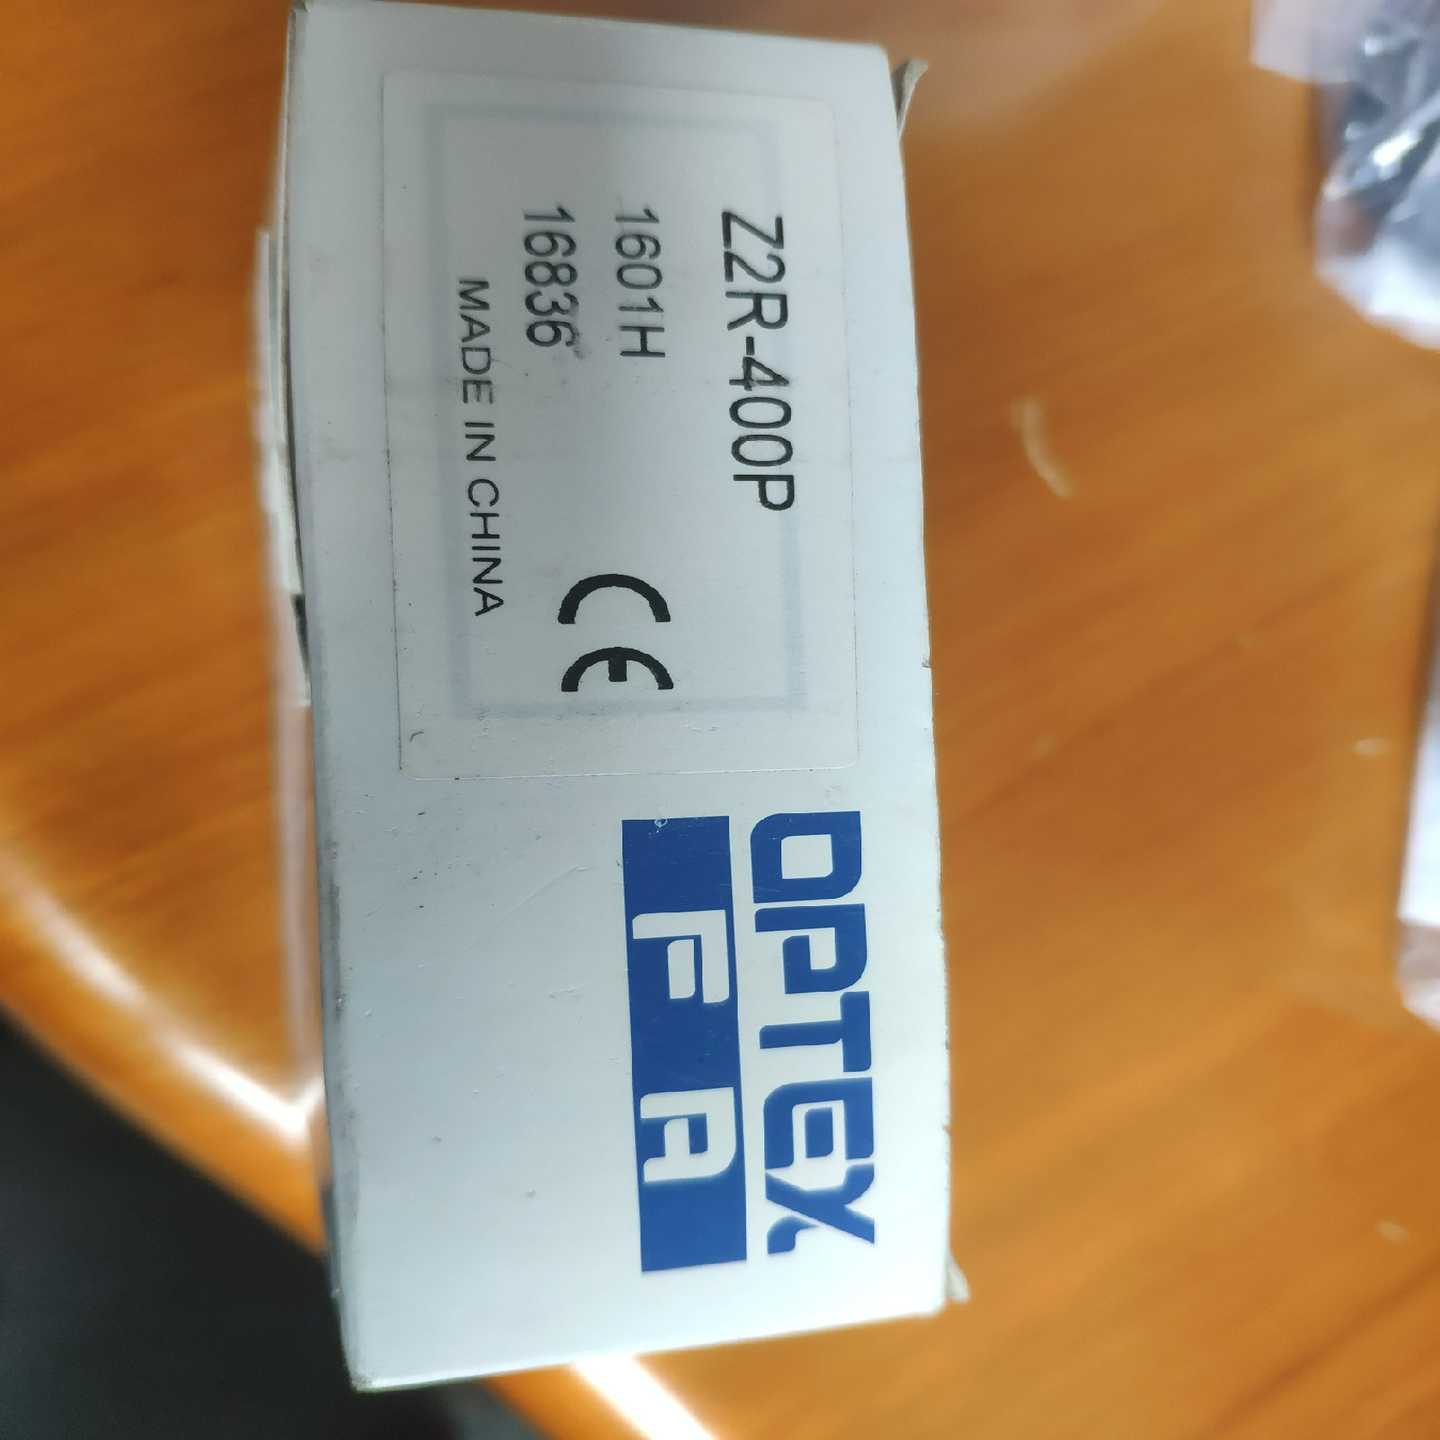 Z2R-400P
1601H
16836
MADE IN CHINA
CE
OPTEX
FA